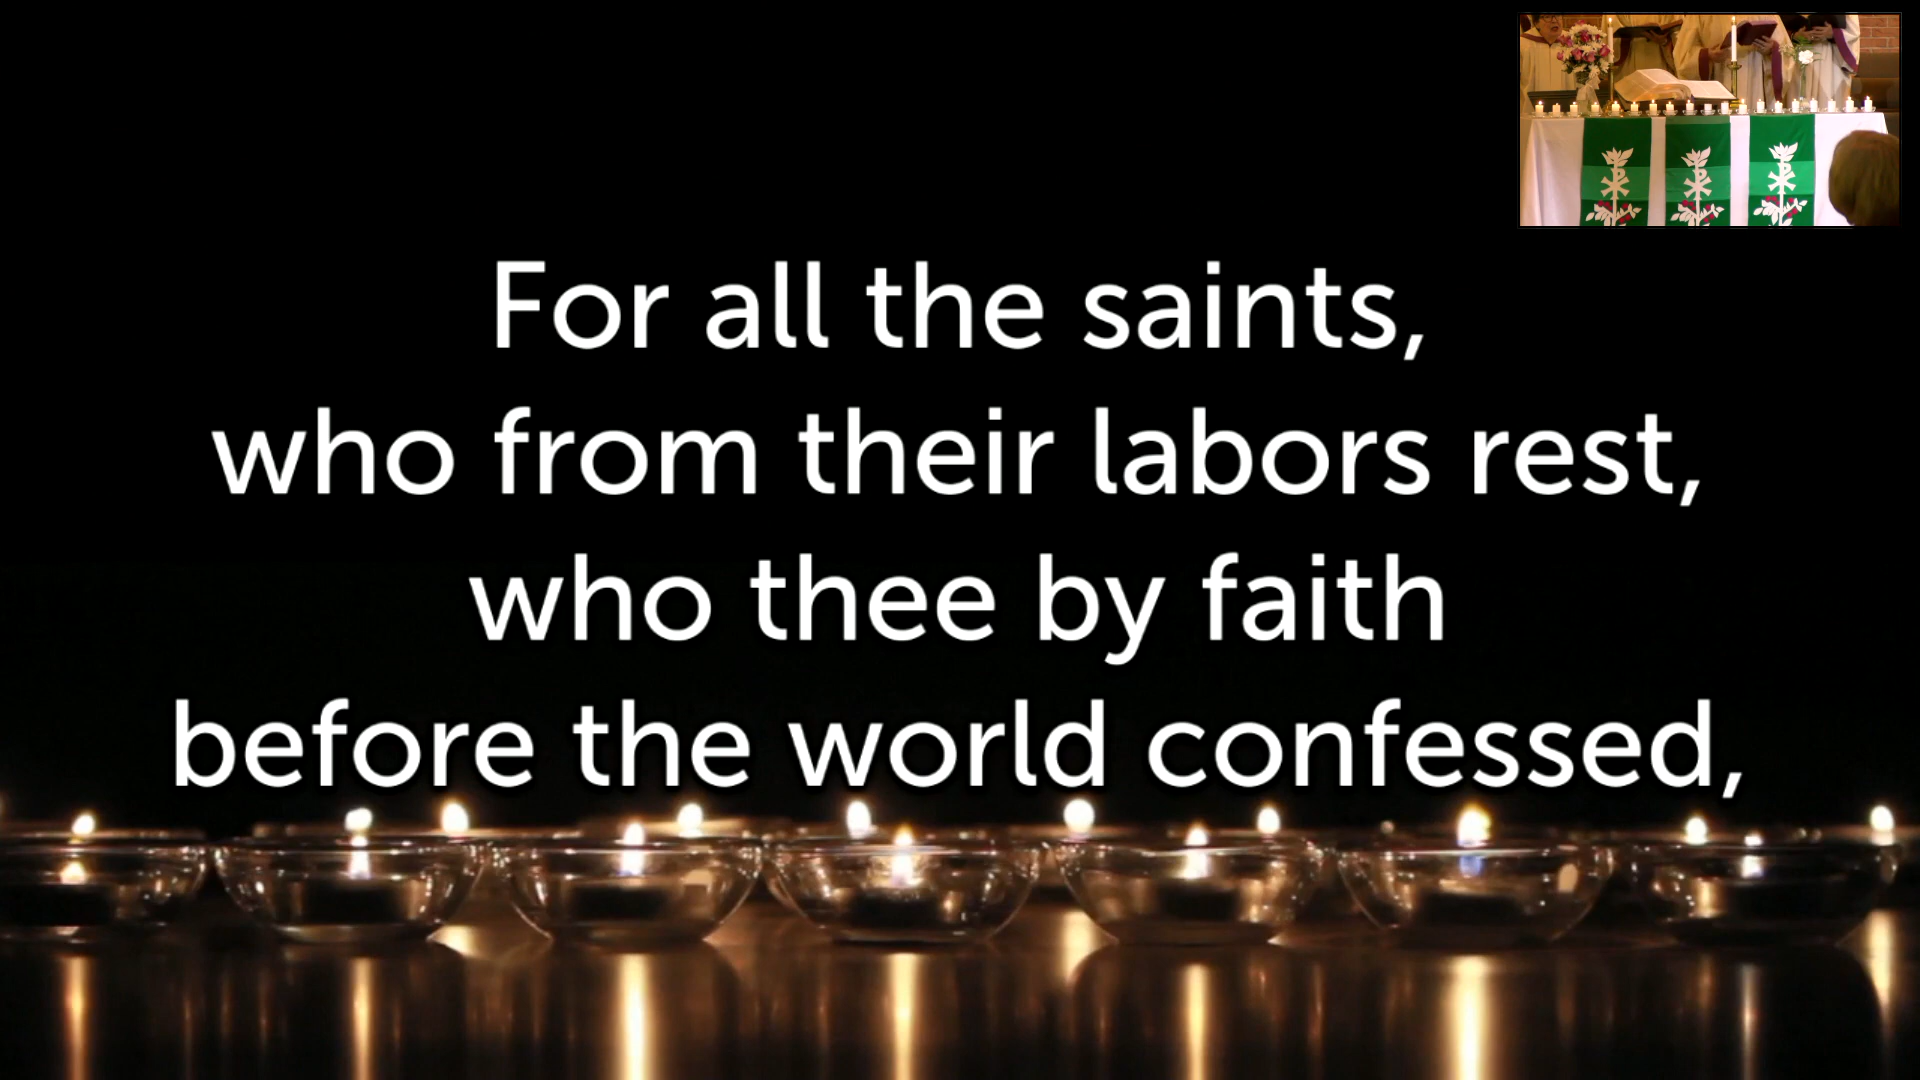 For all the saints,
who from their labors rest,
who thee by faith
before the world confessed,